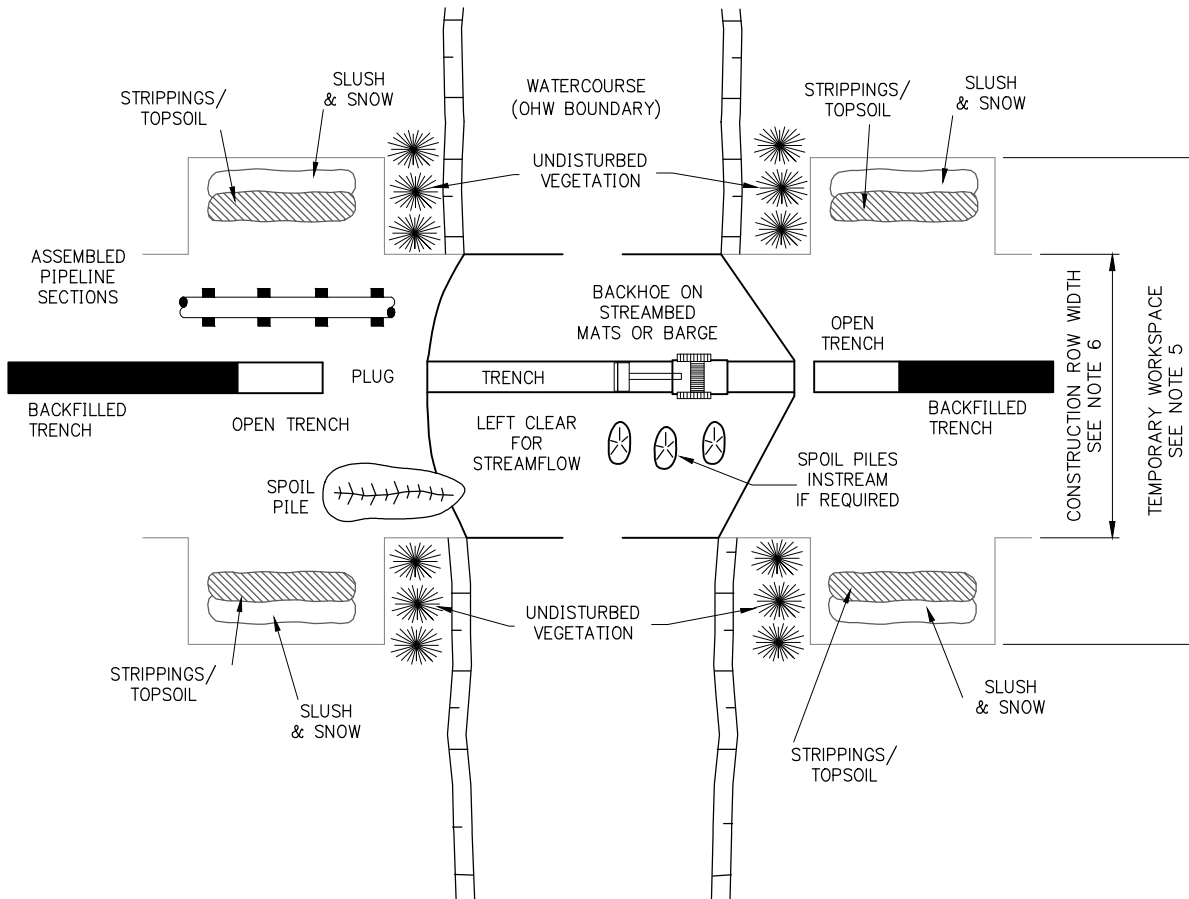 WATERCOURSE
(OHW BOUNDARY)
SLUSH
& SNOW
STRIPPINGS/
TOPSOIL
SLUSH
& SNOW
STRIPPINGS/
TOPSOIL
UNDISTURBED
VEGETATION
ASSEMBLED
PIPELINE
SECTIONS
BACKHOE ON
STREAMBED
MATS OR BARGE
OPEN
TRENCH
PLUG
TRENCH
BACKFILLED
TRENCH
OPEN TRENCH
LEFT CLEAR
FOR
STREAMFLOW
BACKFILLED
TRENCH
CONSTRUCTION ROW WIDTH
SEE NOTE 6
TEMPORARY WORKSPACE
SEE NOTE 5
SPOIL
PILE
SPOIL PILES
INSTREAM
IF REQUIRED
UNDISTURBED
VEGETATION
STRIPPINGS/
TOPSOIL
SLUSH
& SNOW
SLUSH
& SNOW
STRIPPINGS/
TOPSOIL